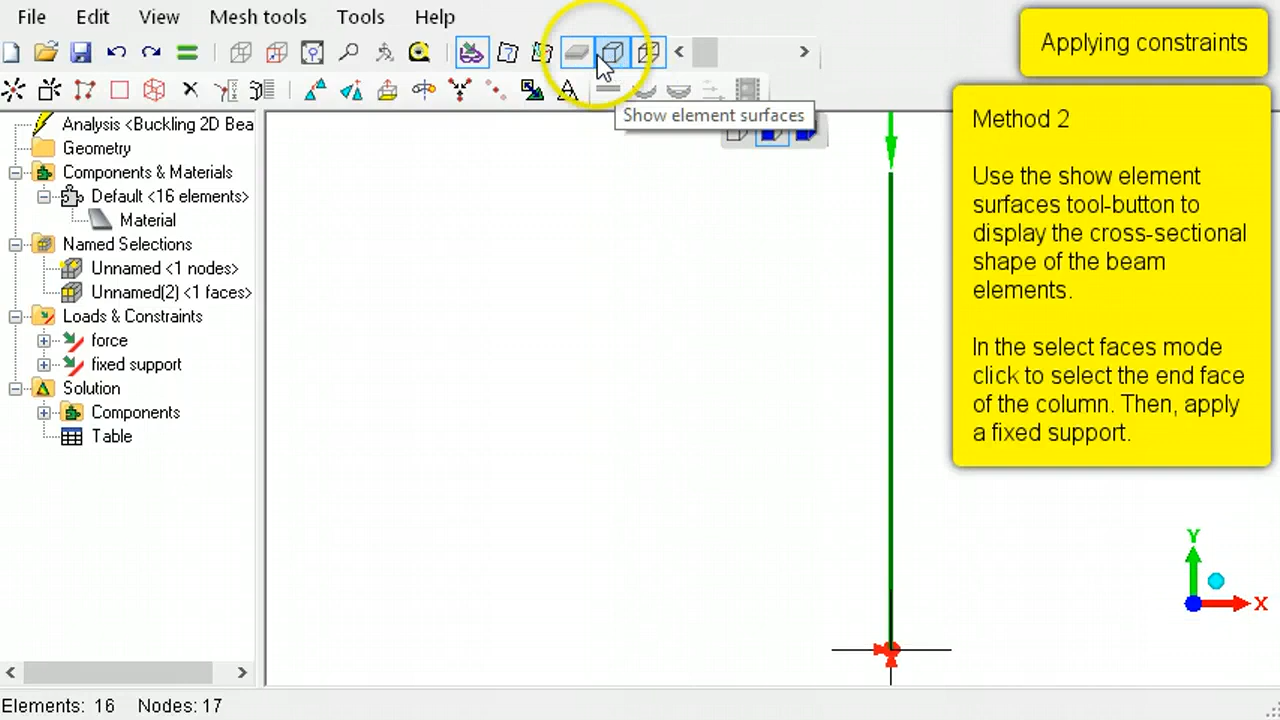 File Edit View Mesh tools Tools Help
Applying constraints
Show element surfaces
Analysis <Buckling 2D Bea
Geometry
Components & Materials
Default <16 elements>
Material
Named Selections
Unnamed <1 nodes>
Unnamed(2) <1 faces>
Loads & Constraints
force
fixed support
Solution
Components
Table
Method 2
Use the show element
surfaces tool-button to
display the cross-sectional
shape of the beam
elements.
In the select faces mode
click to select the end face
of the column. Then, apply
a fixed support.
Y
X
Elements: 16 Nodes: 17